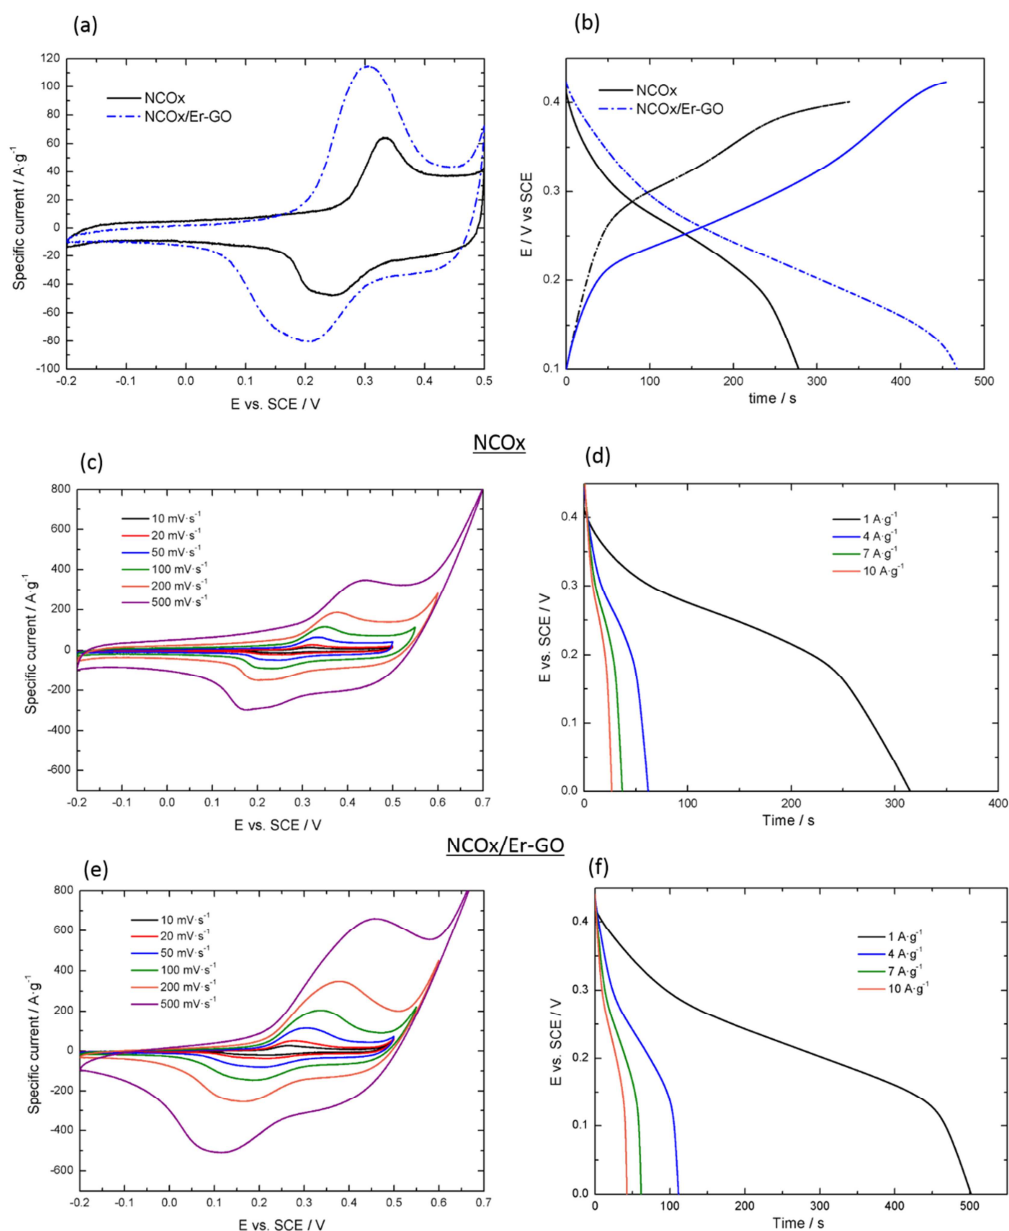 (a)
120
100
80
60
40
20
0
-20
-40
-60
-80
-100
-0.2 -0.1 0.0 0.1 0.2 0.3 0.4 0.5
Specific current / A·g⁻¹
E vs. SCE / V
NCOx
NCOx/Er-GO
(b)
0.4
0.3
0.2
0.1
0 100 200 300 400 500
E / V vs SCE
time / s
NCOx
NCOx/Er-GO
NCOx
(c)
800
600
400
200
0
-200
-400
-600
-0.2 -0.1 0.0 0.1 0.2 0.3 0.4 0.5 0.6 0.7
Specific current / A·g⁻¹
E vs. SCE / V
10 mV·s⁻¹
20 mV·s⁻¹
50 mV·s⁻¹
100 mV·s⁻¹
200 mV·s⁻¹
500 mV·s⁻¹
(d)
0.4
0.3
0.2
0.1
0.0
0 100 200 300 400
E vs. SCE / V
Time / s
1 A·g⁻¹
4 A·g⁻¹
7 A·g⁻¹
10 A·g⁻¹
NCOx/Er-GO
(e)
800
600
400
200
0
-200
-400
-600
-0.2 -0.1 0.0 0.1 0.2 0.3 0.4 0.5 0.6 0.7
Specific current / A·g⁻¹
E vs. SCE / V
10 mV·s⁻¹
20 mV·s⁻¹
50 mV·s⁻¹
100 mV·s⁻¹
200 mV·s⁻¹
500 mV·s⁻¹
(f)
0.4
0.3
0.2
0.1
0.0
0 100 200 300 400 500
E vs. SCE / V
Time / s
1 A·g⁻¹
4 A·g⁻¹
7 A·g⁻¹
10 A·g⁻¹